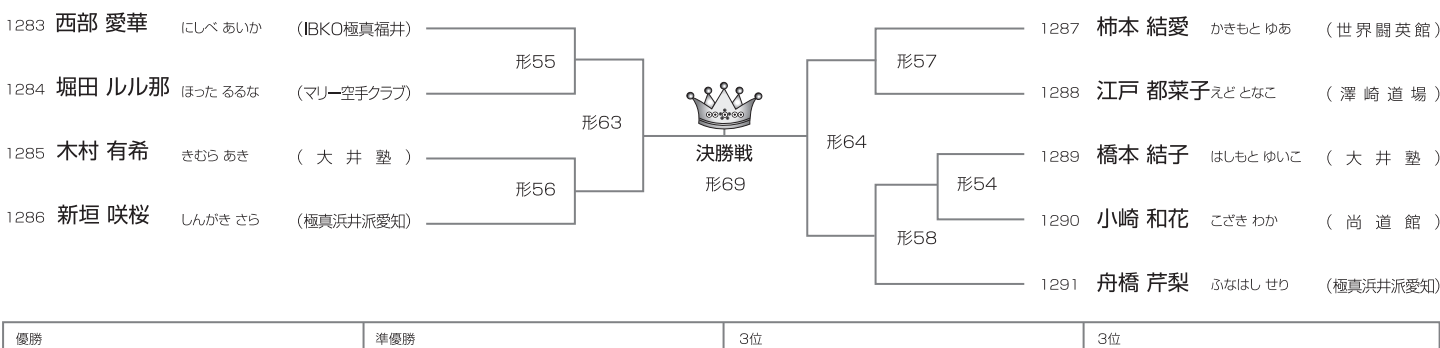 1283 西部 愛華 にしべ あいか (IBKO極真福井)
形55
1284 堀田 ルル那 ほった るるな (マリー空手クラブ)
形63
1285 木村 有希 きむら あき ( 大 井 塾 )
形56
1286 新垣 咲桜 しんがき さら (極真浜井派愛知)
決勝戦
形69
1287 柿本 結愛 かきもと ゆあ (世界闘英館)
形57
1288 江戸 都菜子 えど となこ (澤崎道場)
形64
1289 橋本 結子 はしもと ゆいこ ( 大 井 塾 )
形54
1290 小崎 和花 こざき わか ( 尚 道 館 )
形58
1291 舟橋 芹梨 ふなはし せり (極真浜井派愛知)
優勝 準優勝 3位 3位